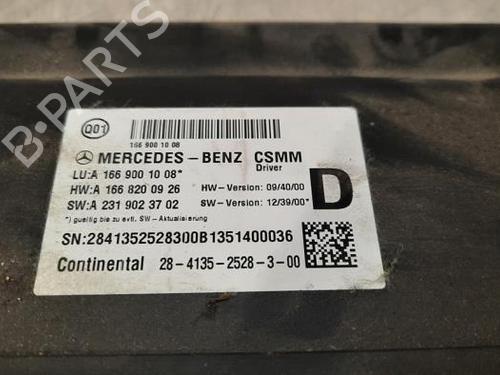 Q01
166 900 10 08
MERCEDES-BENZ CSMM
Driver
LU:A 166 900 10 08*
HW:A 166 820 09 26 HW-Version: 09/40/00
SW:A 231 902 37 02 SW-Version: 12/39/00*)
D
*) gueltig bis zu evtl. SW-Aktualisierung
SN:2841352528300B1351400036
Continental 28-4135-2528-3-00
B-PARTS